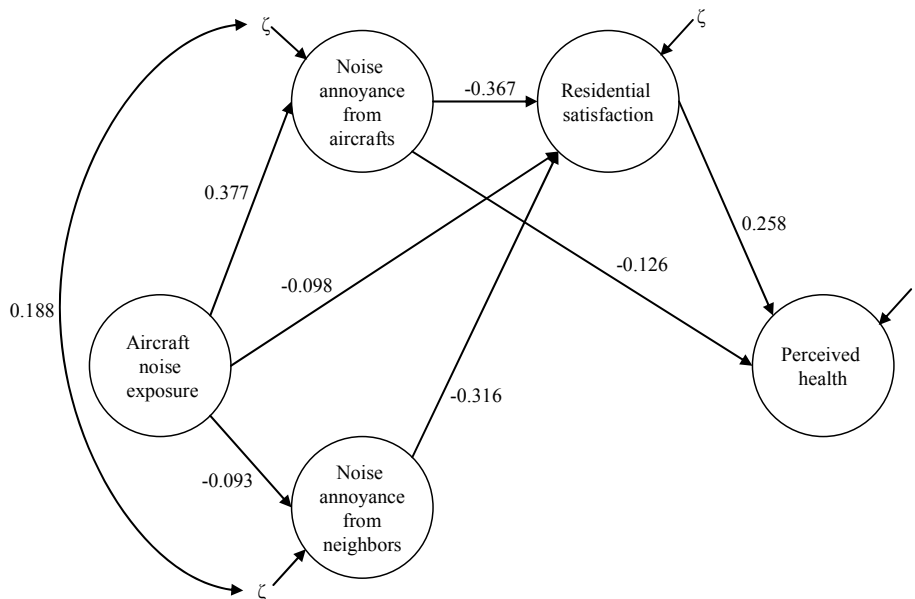 ζ
ζ
Noise
annoyance
from
aircrafts
-0.367
Residential
satisfaction
0.377
0.258
-0.098
-0.126
0.188
Aircraft
noise
exposure
Perceived
health
-0.316
-0.093
Noise
annoyance
from
neighbors
ζ